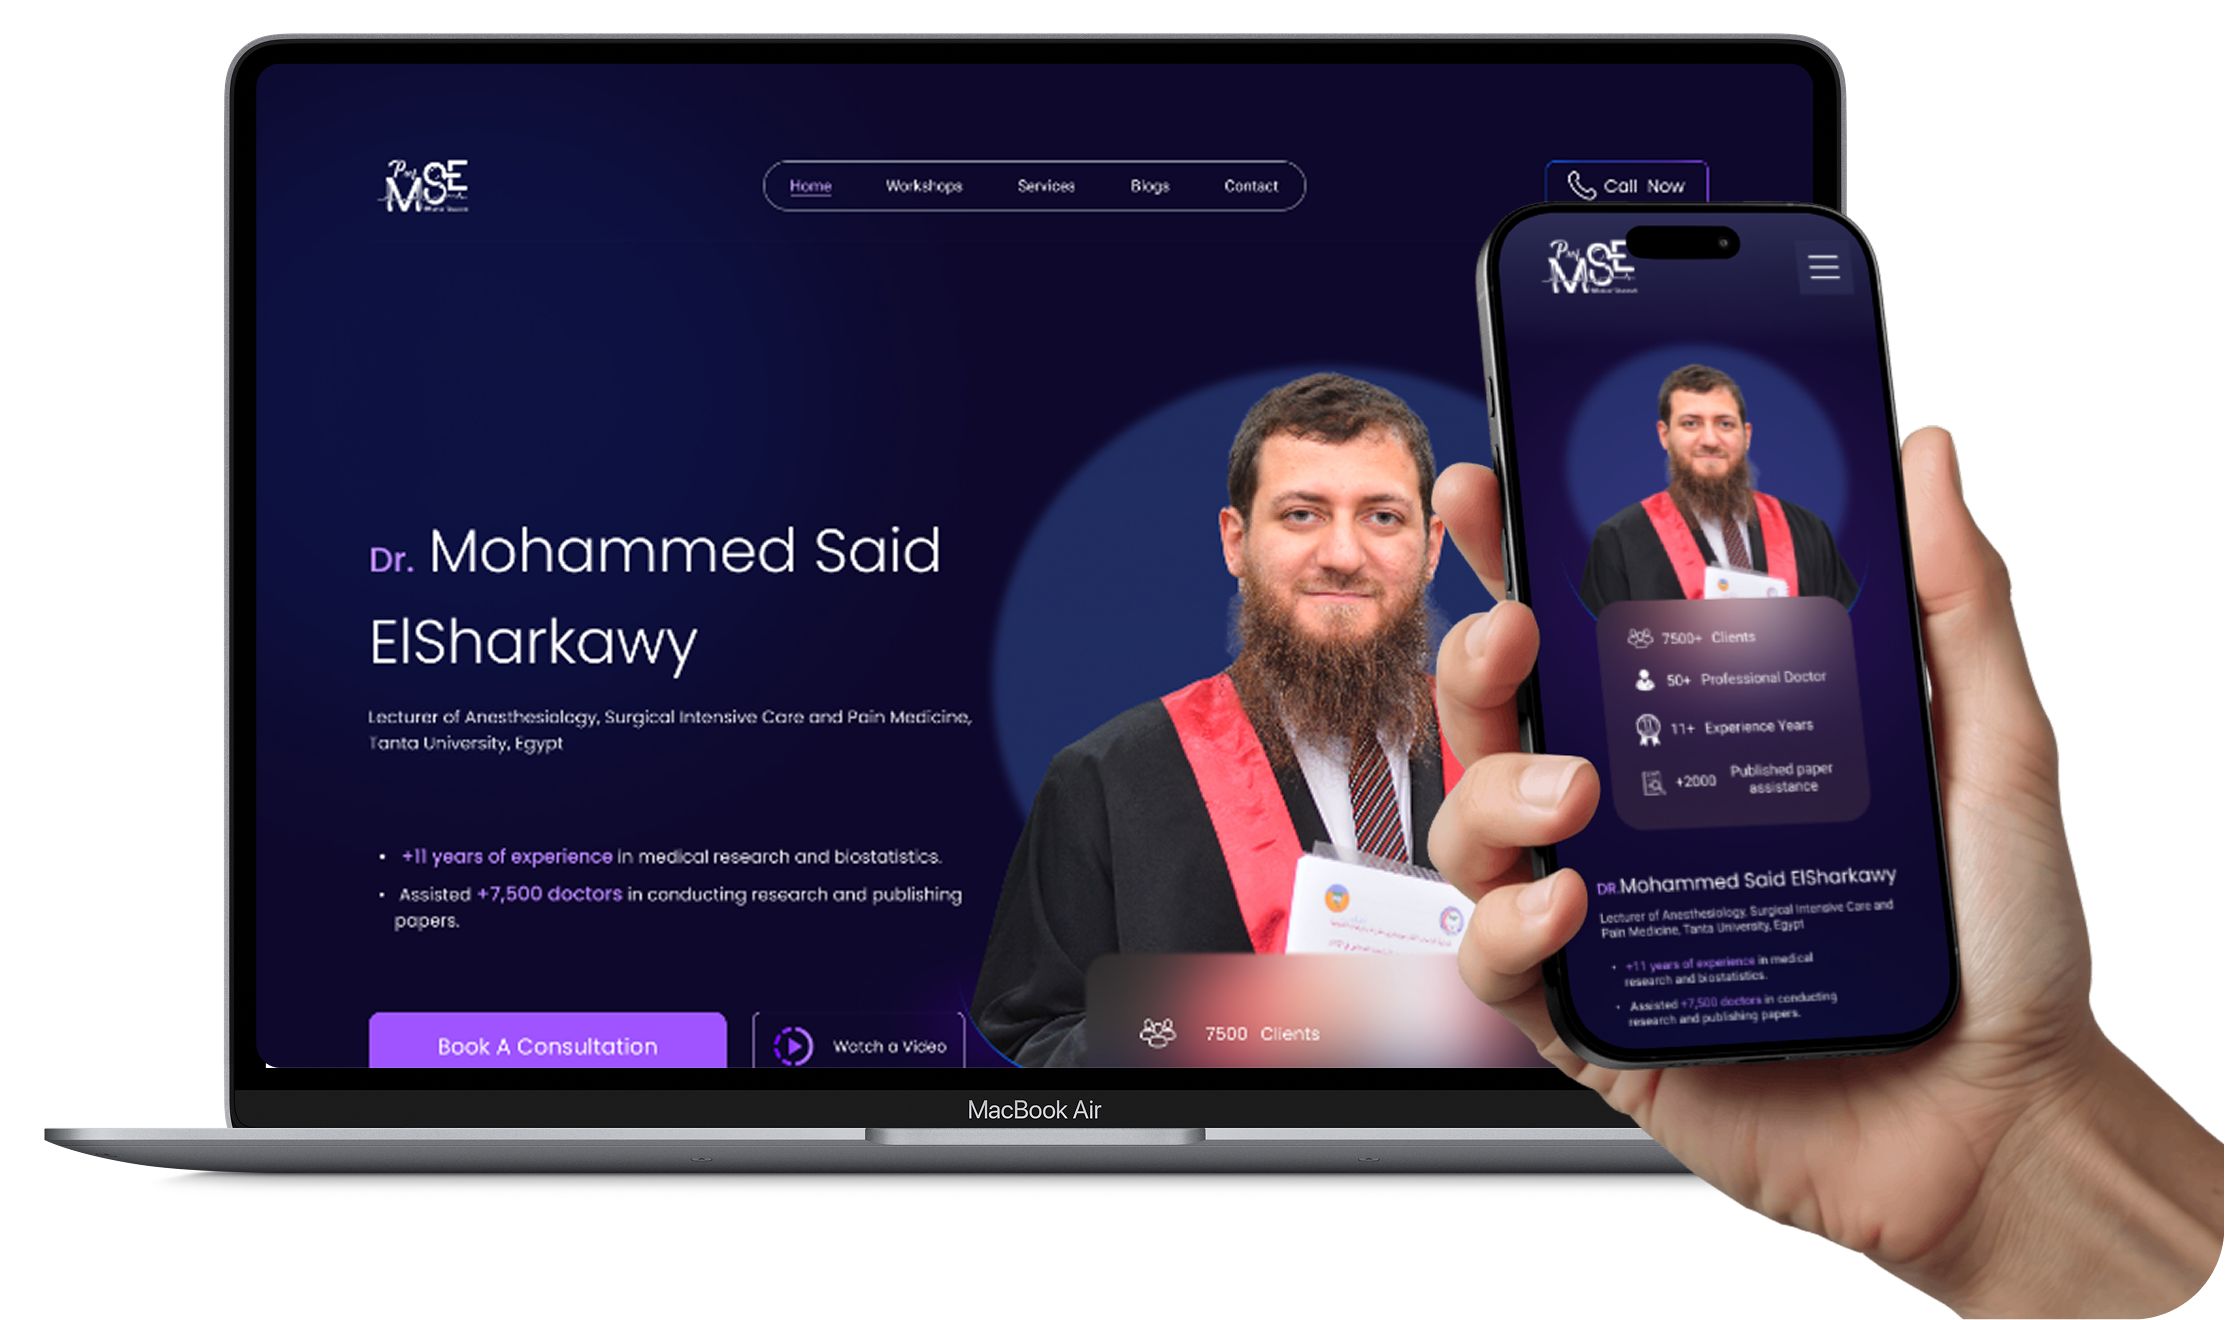 Prof
MSE
Home
Workshops
Services
Blogs
Contact
Call Now
Dr. Mohammed Said
ElSharkawy
Lecturer of Anesthesiology, Surgical Intensive Care and Pain Medicine,
Tanta University, Egypt
• +11 years of experience in medical research and biostatistics.
• Assisted +7,500 doctors in conducting research and publishing
papers.
Book A Consultation
Watch a Video
7500 Clients
MacBook Air
Prof
MSE
7500+ Clients
50+ Professional Doctor
11+ Experience Years
+2000 Published paper
assistance
DR.Mohammed Said ElSharkawy
Lecturer of Anesthesiology, Surgical Intensive Care and
Pain Medicine, Tanta University, Egypt
• +11 years of experience in medical
research and biostatistics.
• Assisted +7,500 doctors in conducting
research and publishing papers.